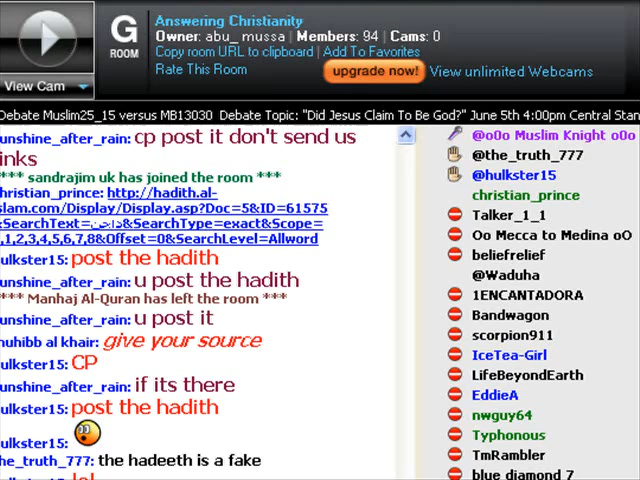 Answering Christianity
G
ROOM
Owner: abu_ mussa | Members: 94 | Cams: 0
Copy room URL to clipboard | Add To Favorites
Rate This Room
upgrade now!
View unlimited Webcams
View Cam
Debate Muslim25_15 versus MB13030 Debate Topic: "Did Jesus Claim To Be God?" June 5th 4:00pm Central Stan
unshine_after_rain: cp post it don't send us
inks
*** sandrajim uk has joined the room ***
christian_prince: http://hadith.al-
slam.com/Display/Display.asp?Doc=5&ID=61575
&SearchText=داجن&SearchType=exact&Scope=
,1,2,3,4,5,6,7,8&Offset=0&SearchLevel=Allword
ulkster15: post the hadith
unshine_after_rain: u post the hadith
*** Manhaj Al-Quran has left the room ***
unshine_after_rain: u post it
muhibb al khair: give your source
ulkster15: CP
unshine_after_rain: if its there
ulkster15: post the hadith
ulkster15:
he_truth_777: the hadeeth is a fake
ulkster15: lol
@o0o Muslim Knight o0o
@the_truth_777
@hulkster15
christian_prince
Talker_1_1
Oo Mecca to Medina oO
beliefrelief
@Waduha
1ENCANTADORA
Bandwagon
scorpion911
IceTea-Girl
LifeBeyondEarth
EddieA
nwguy64
Typhonous
TmRambler
blue diamond 7